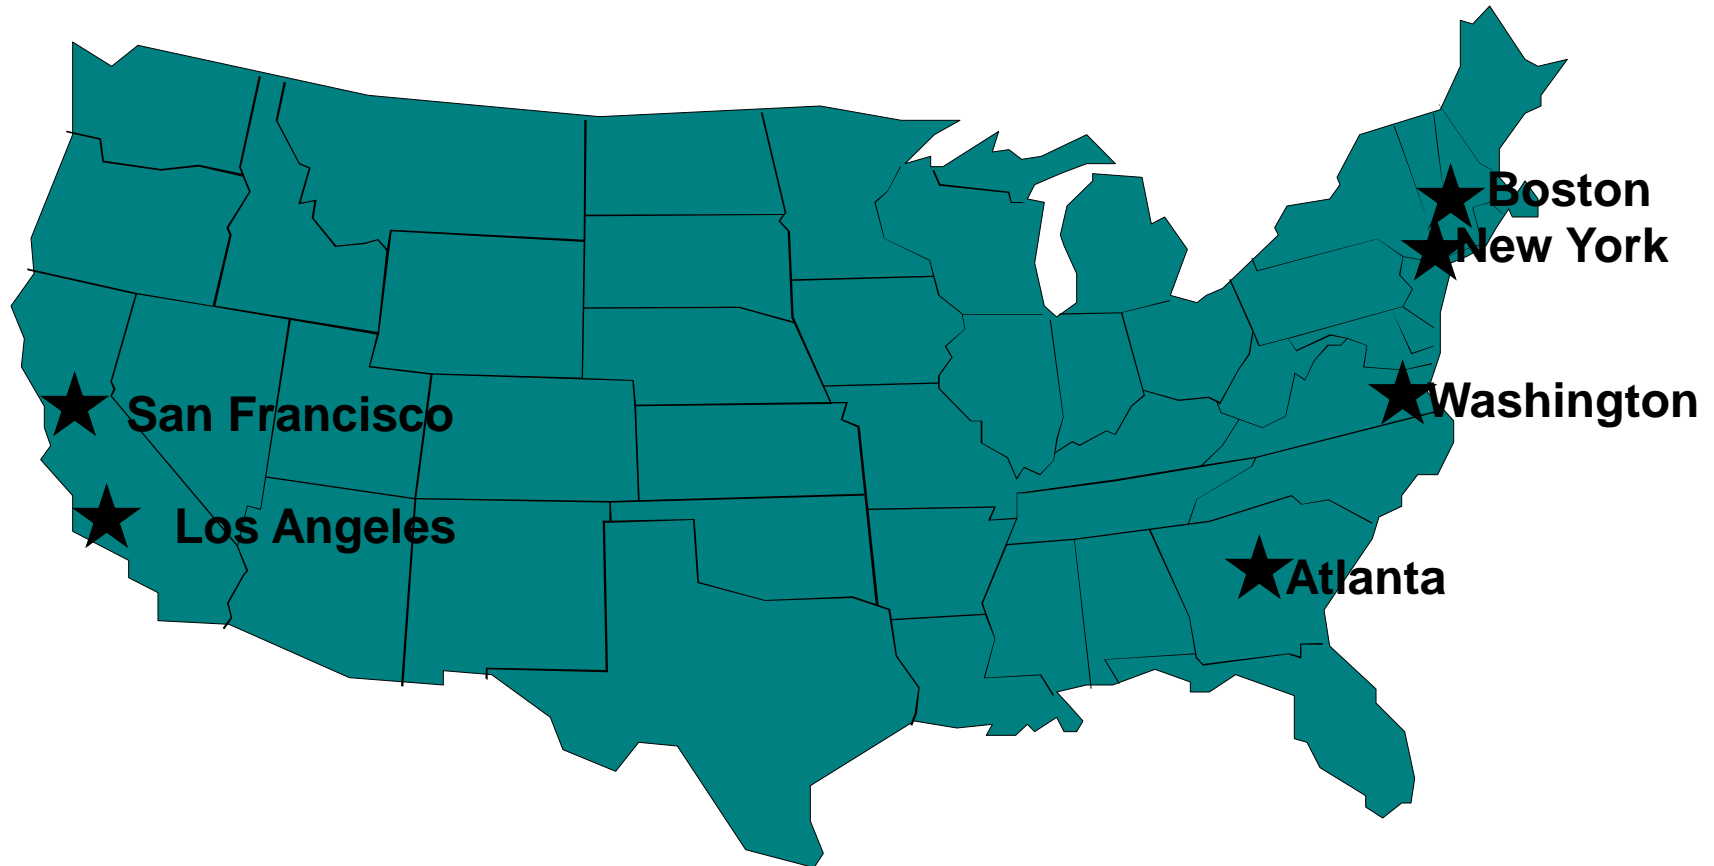 Boston
New York
Washington
San Francisco
Los Angeles
Atlanta